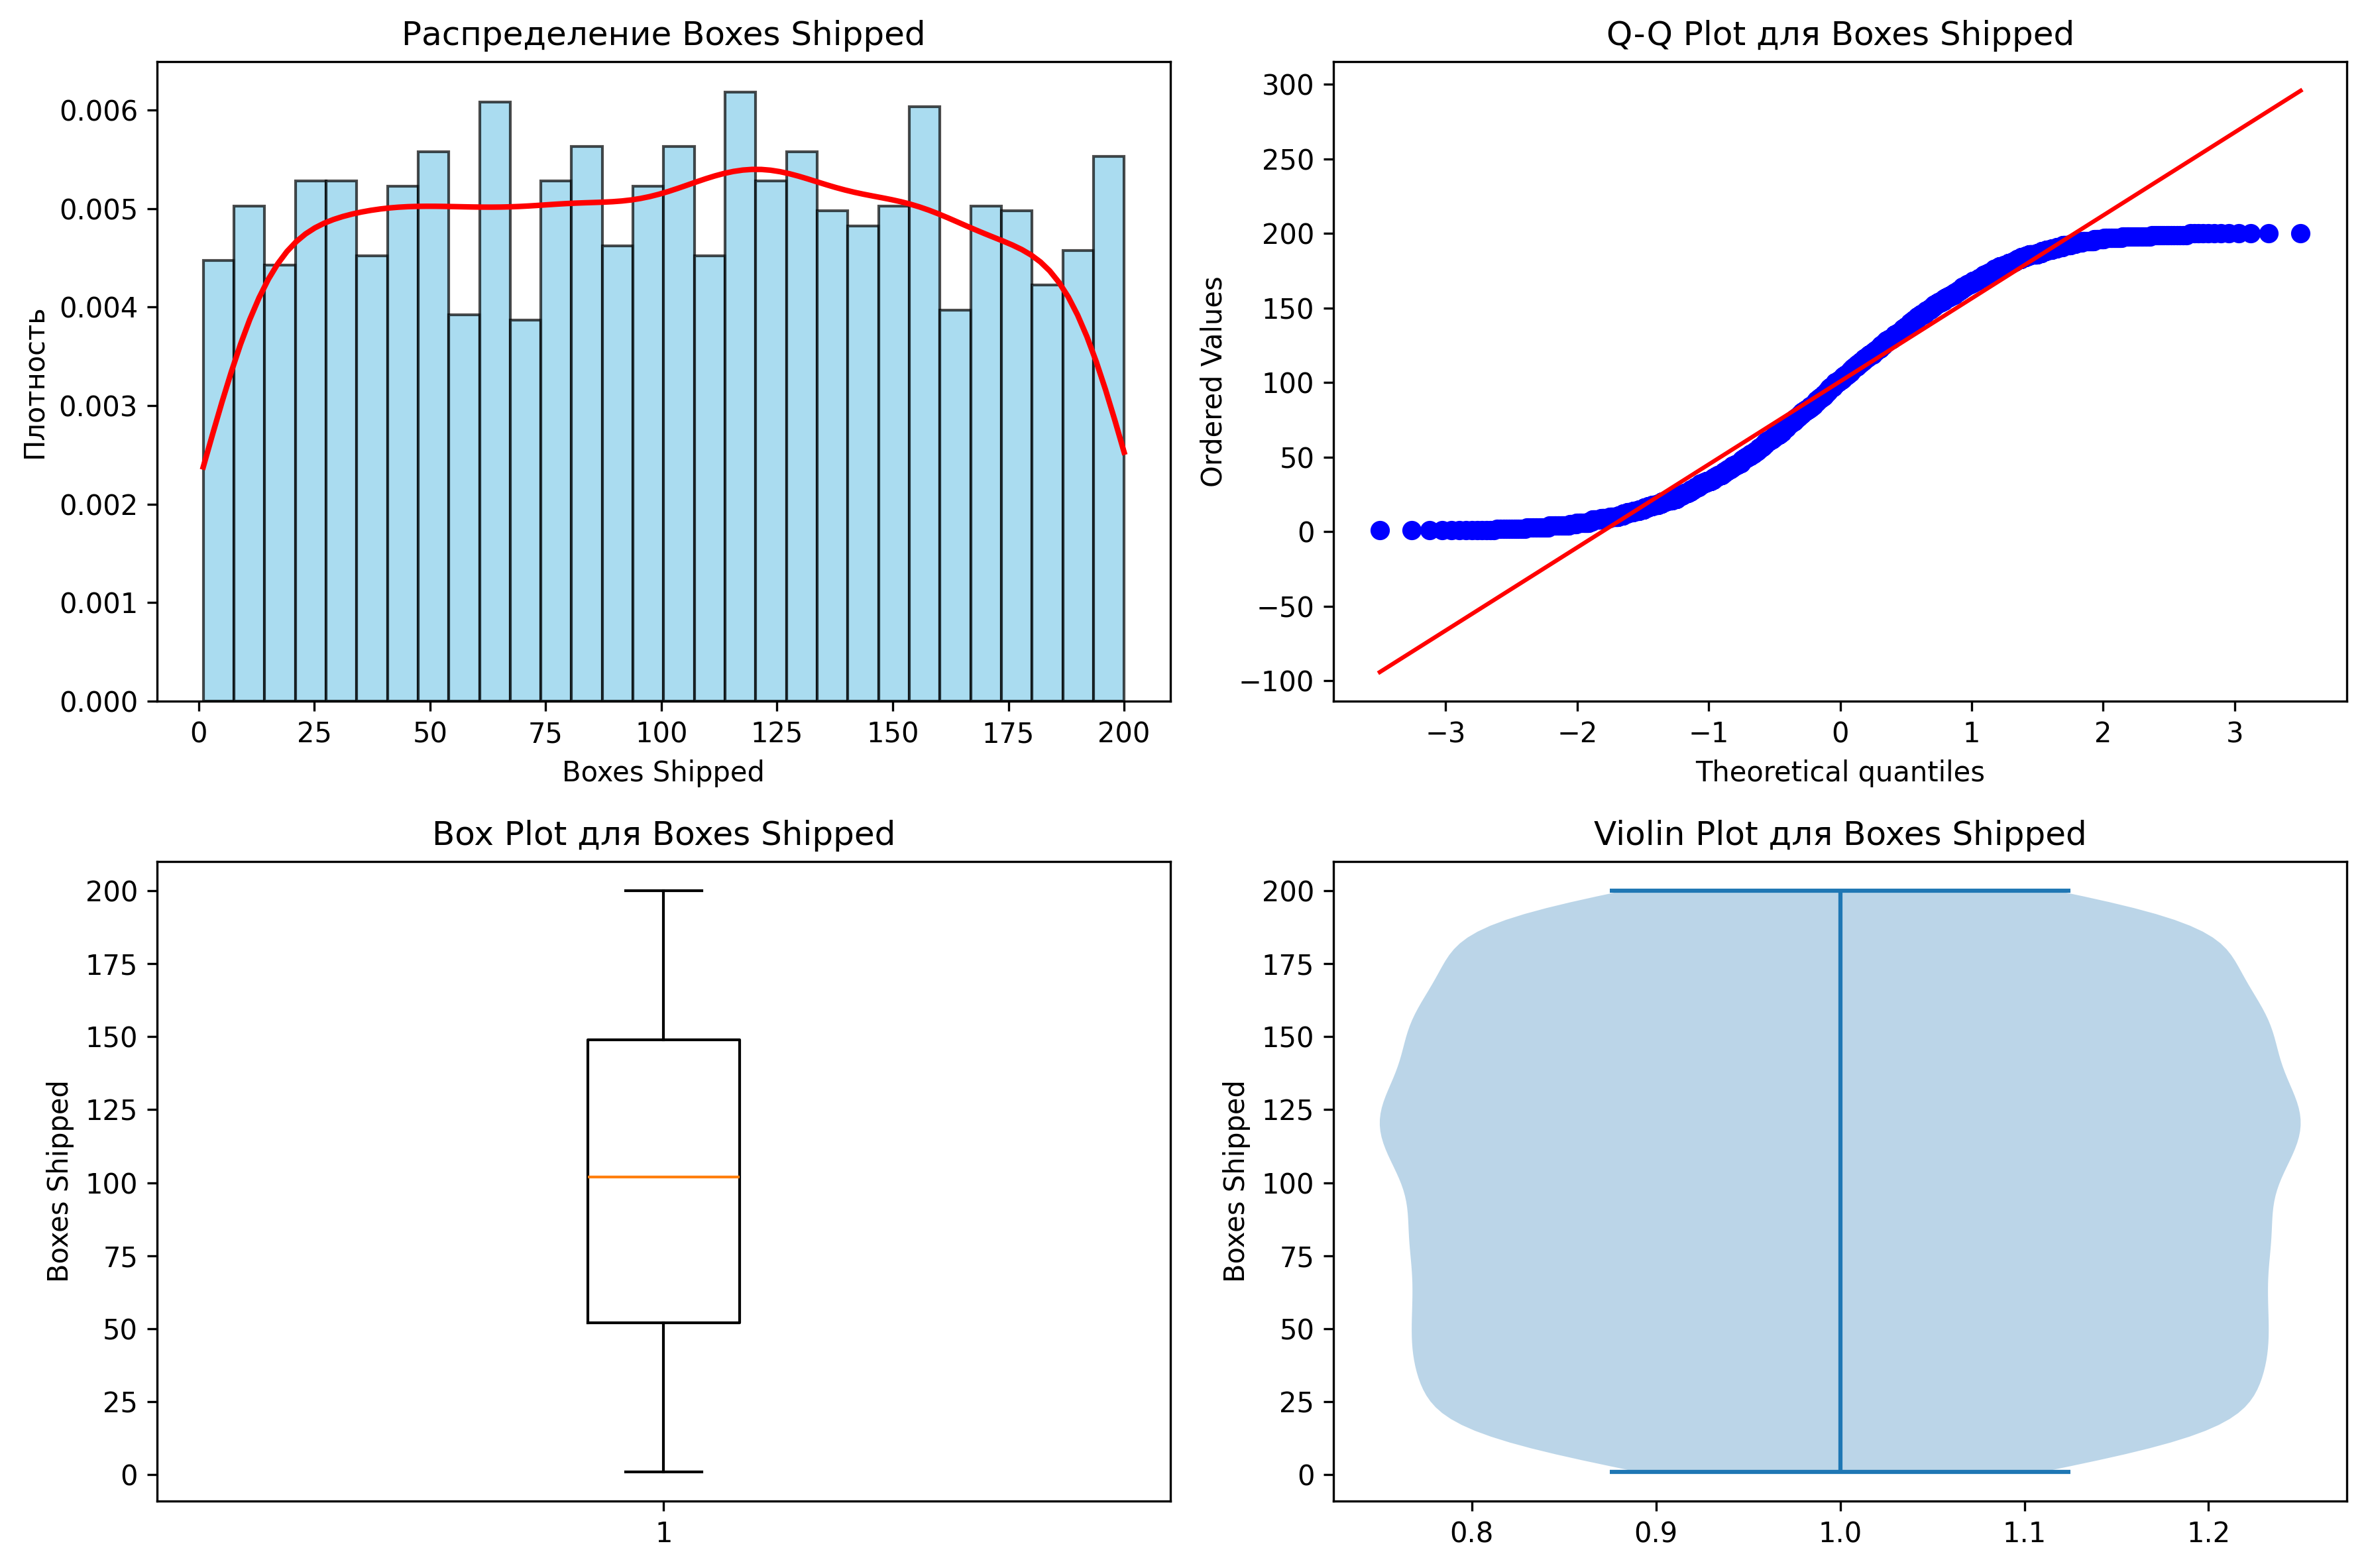 Распределение Boxes Shipped
Плотность
0.006
0.005
0.004
0.003
0.002
0.001
0.000
0 25 50 75 100 125 150 175 200
Boxes Shipped
Q-Q Plot для Boxes Shipped
Ordered Values
300
250
200
150
100
50
0
−50
−100
−3 −2 −1 0 1 2 3
Theoretical quantiles
Box Plot для Boxes Shipped
Boxes Shipped
200
175
150
125
100
75
50
25
0
1
Violin Plot для Boxes Shipped
Boxes Shipped
200
175
150
125
100
75
50
25
0
0.8 0.9 1.0 1.1 1.2